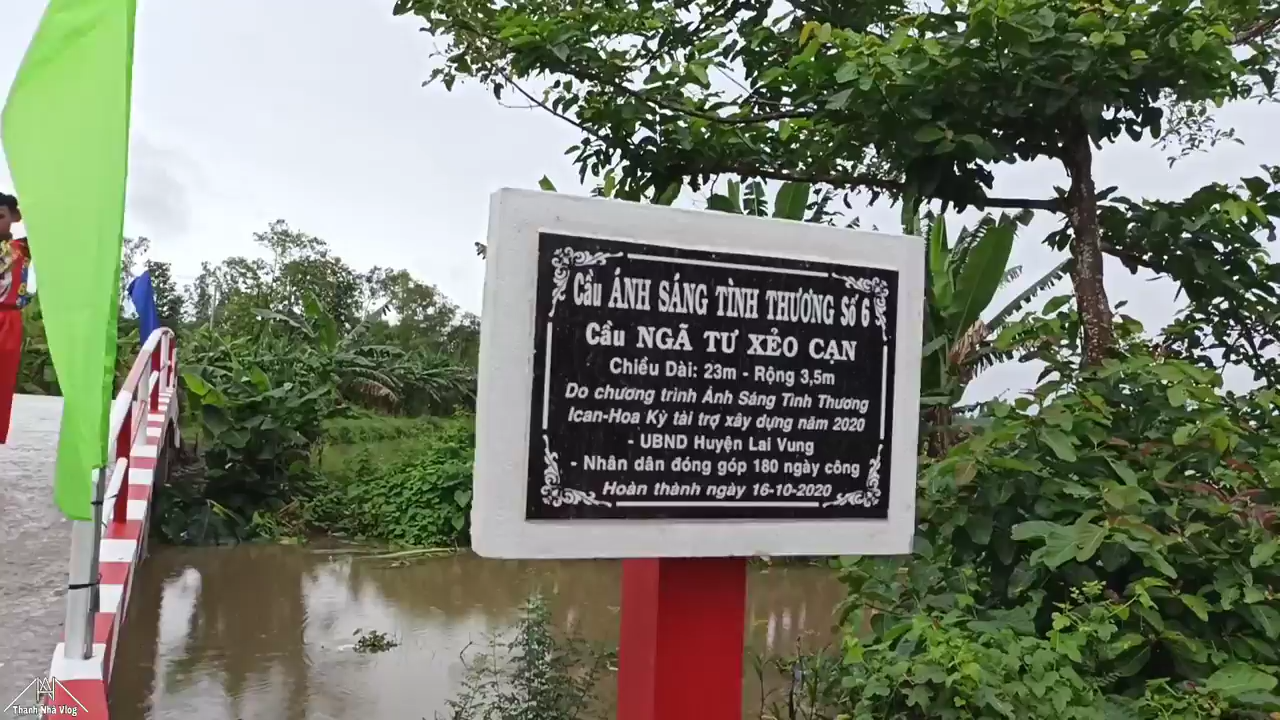 Cầu ÁNH SÁNG TÌNH THƯƠNG Số 6
Cầu NGÃ TƯ XẺO CẠN
Chiều Dài: 23m - Rộng 3,5m
Do chương trình Ánh Sáng Tình Thương
Ican-Hoa Kỳ tài trợ xây dựng năm 2020
- UBND Huyện Lai Vung
- Nhân dân đóng góp 180 ngày công
Hoàn thành ngày 16-10-2020
Thanh Nhã Vlog